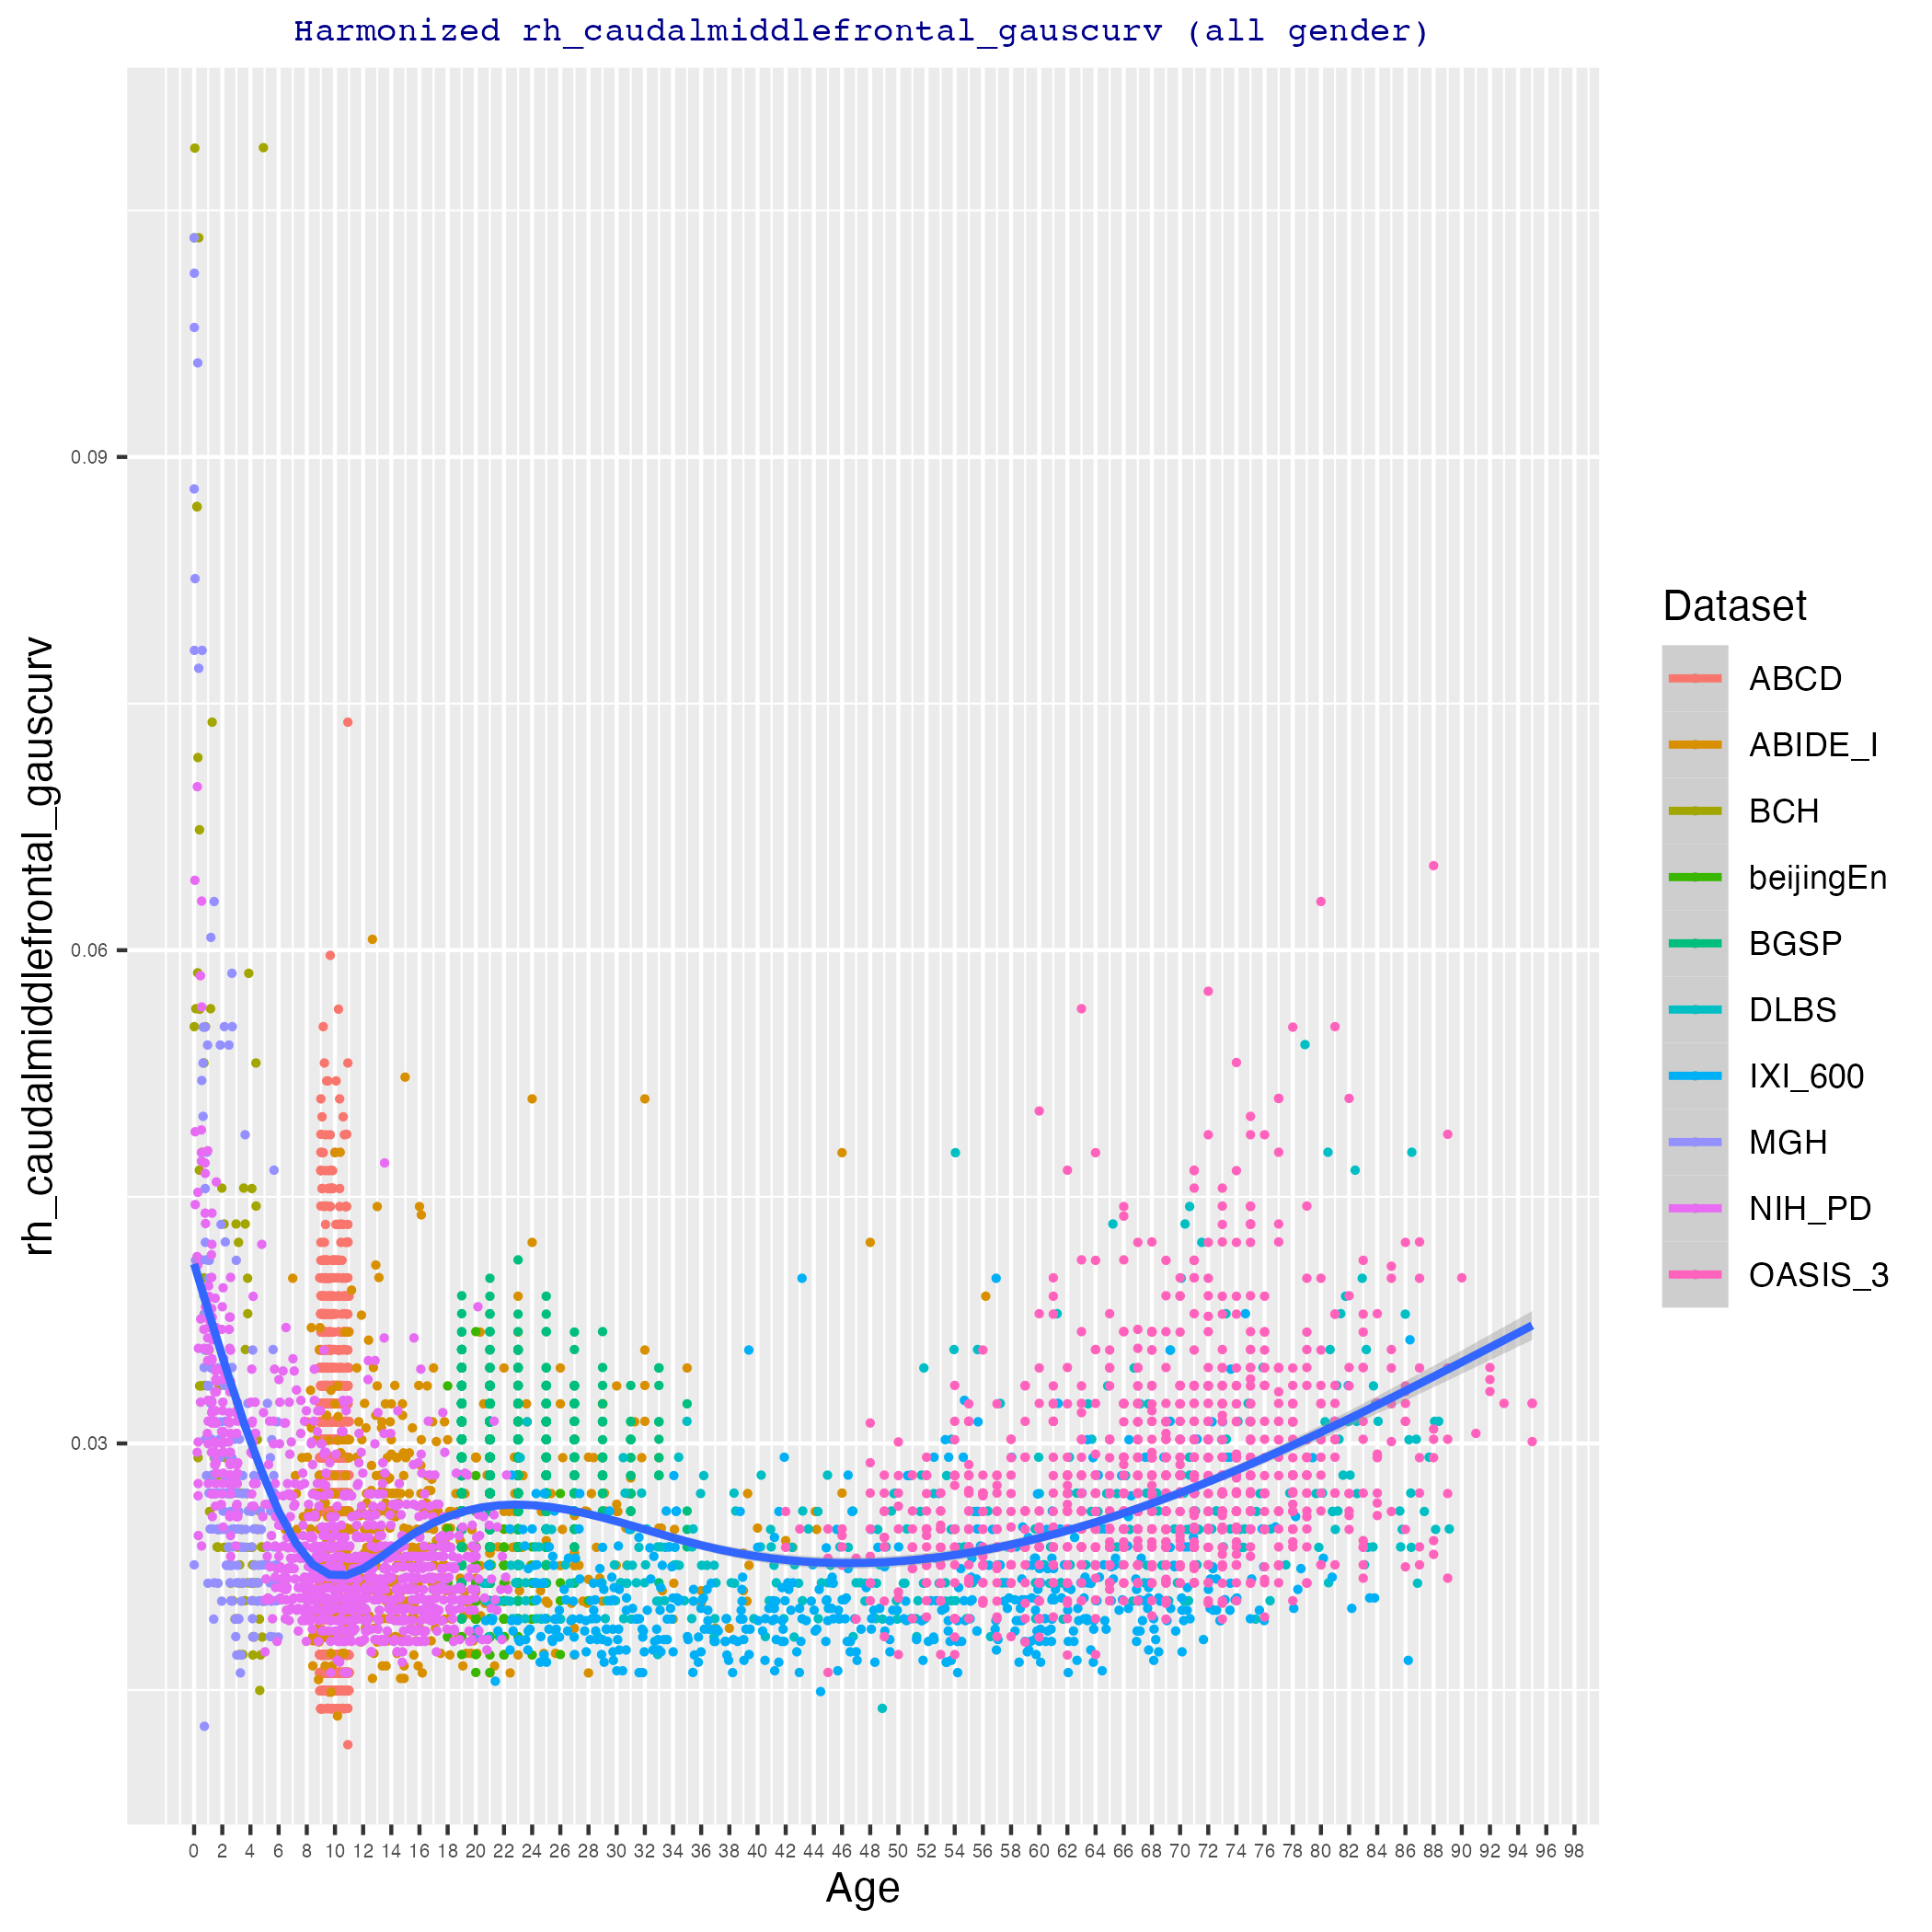 Harmonized rh_caudalmiddlefrontal_gauscurv (all gender)
rh_caudalmiddlefrontal_gauscurv
0.09
0.06
0.03
0 2 4 6 8 10 12 14 16 18 20 22 24 26 28 30 32 34 36 38 40 42 44 46 48 50 52 54 56 58 60 62 64 66 68 70 72 74 76 78 80 82 84 86 88 90 92 94 96 98
Age
Dataset
ABCD
ABIDE_I
BCH
beijingEn
BGSP
DLBS
IXI_600
MGH
NIH_PD
OASIS_3